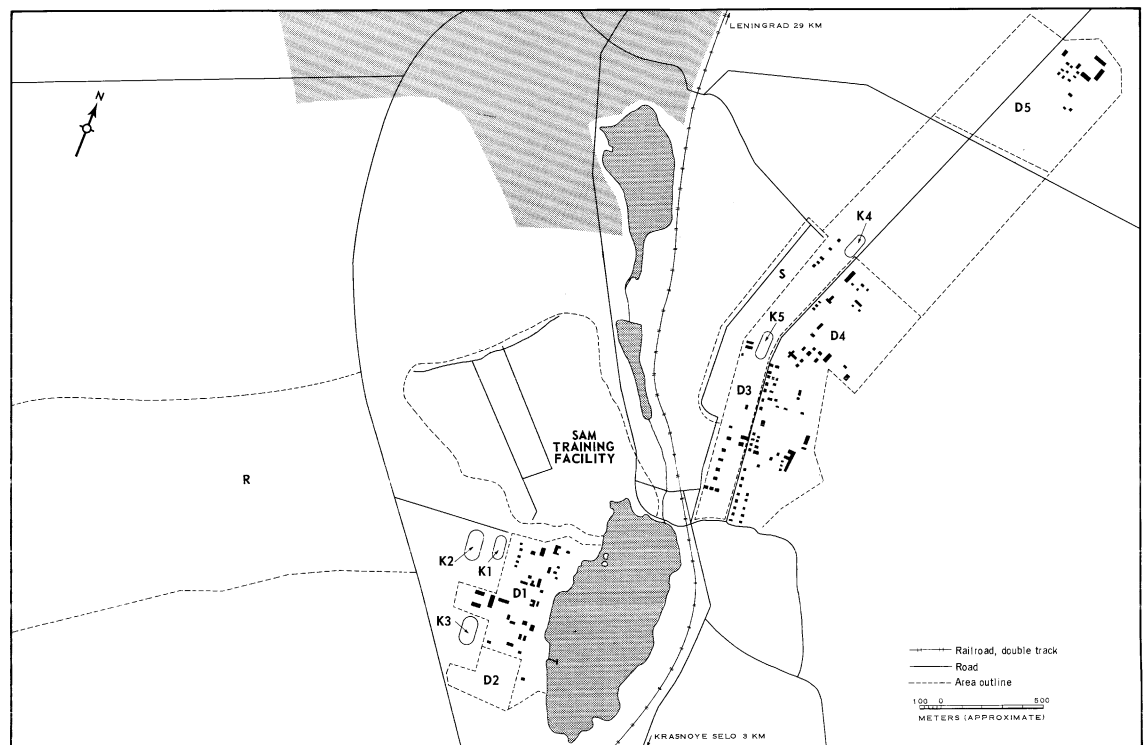 LENINGRAD 29 KM
N
D5
K4
S
K5
D4
D3
SAM
TRAINING
FACILITY
R
K2
K1
D1
K3
D2
Railroad, double track
Road
Area outline
100 0 500
METERS (APPROXIMATE)
KRASNOYE SELO 3 KM